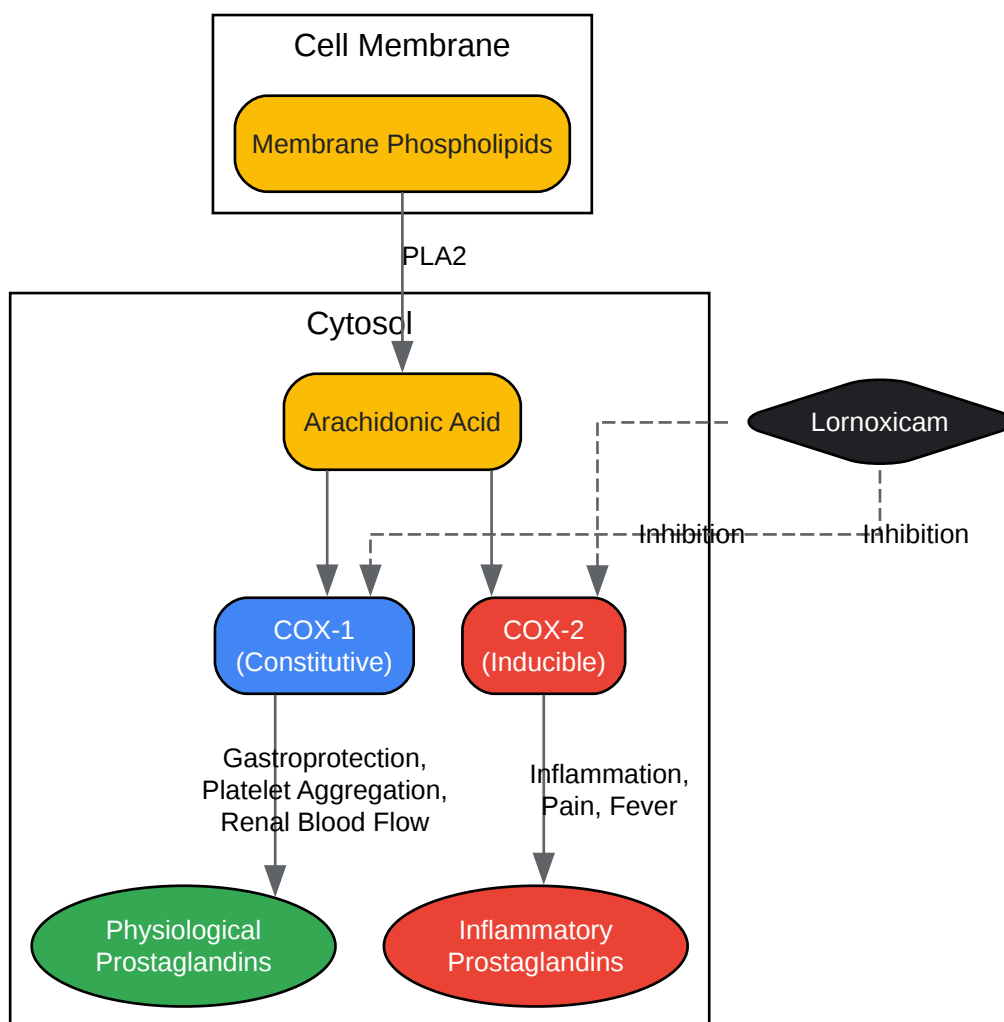 Cell Membrane
Membrane Phospholipids
PLA2
Cytosol
Arachidonic Acid
Lornoxicam
Inhibition
Inhibition
COX-1
(Constitutive)
COX-2
(Inducible)
Gastroprotection,
Platelet Aggregation,
Renal Blood Flow
Inflammation,
Pain, Fever
Physiological
Prostaglandins
Inflammatory
Prostaglandins